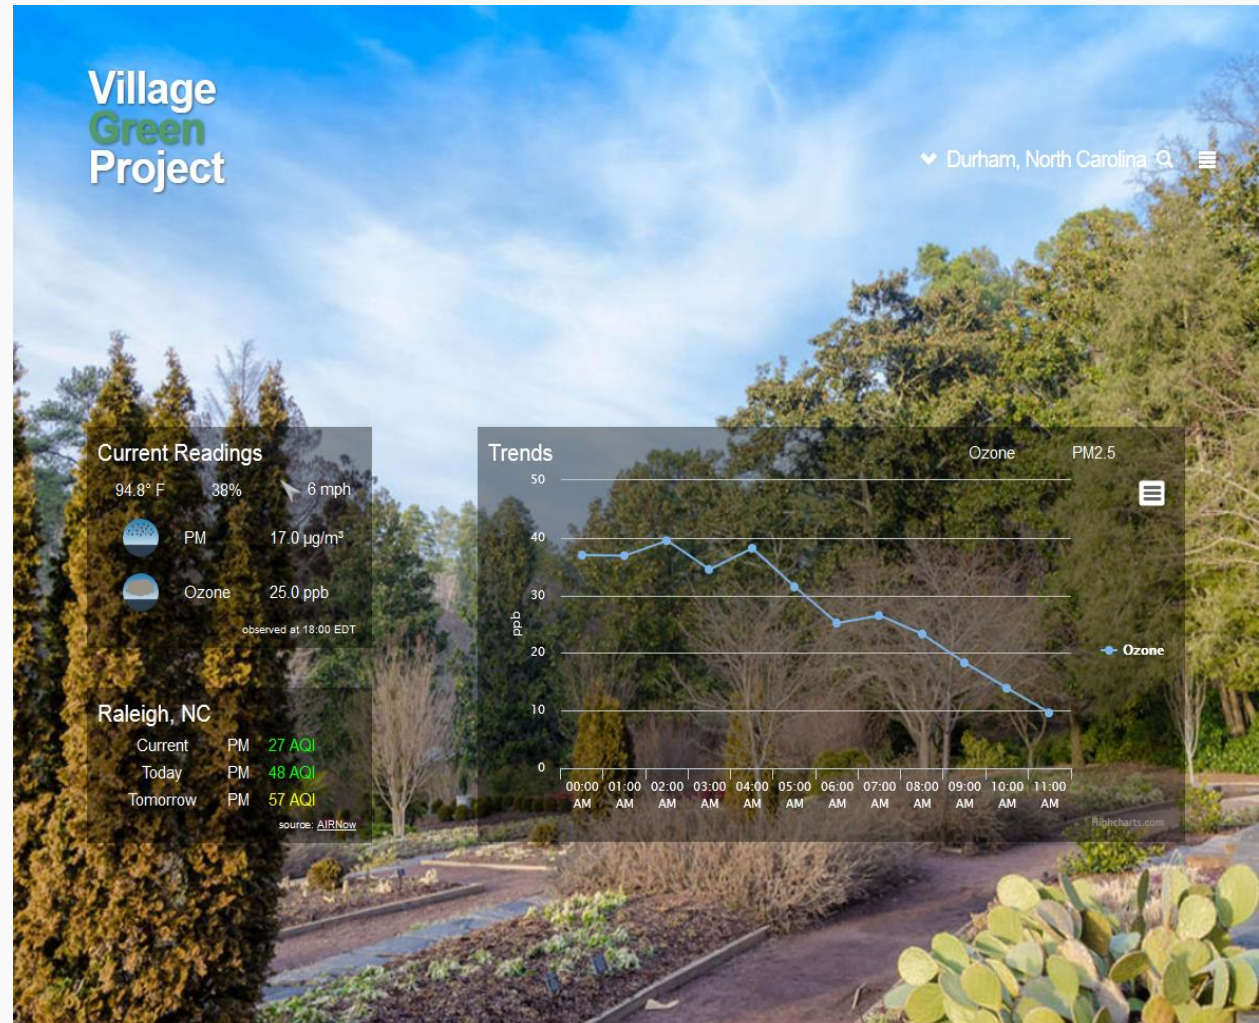 Village
Green
Project
Durham, North Carolina
Current Readings
94.8° F 38% 6 mph
PM 17.0 µg/m³
Ozone 25.0 ppb
observed at 18:00 EDT
Raleigh, NC
Current PM 27 AQI
Today PM 48 AQI
Tomorrow PM 57 AQI
source: AIRNow
Trends Ozone PM2.5
50
40
30
20
10
0
ppb
Ozone
00:00 01:00 02:00 03:00 04:00 05:00 06:00 07:00 08:00 09:00 10:00 11:00
AM AM AM AM AM AM AM AM AM AM AM AM
Highcharts.com